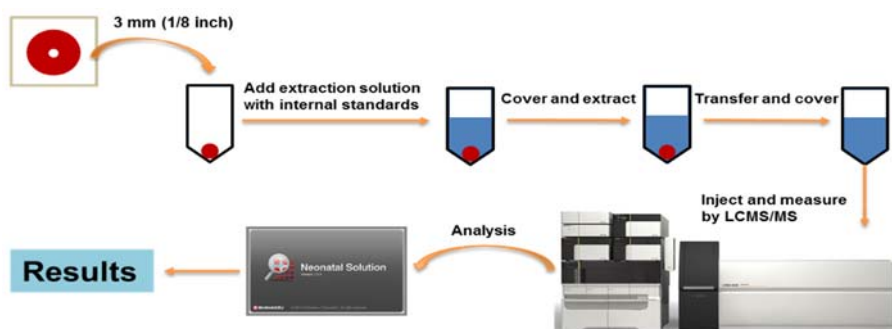 3 mm (1/8 inch)
Add extraction solution
with internal standards
Cover and extract
Transfer and cover
Inject and measure
by LCMS/MS
Analysis
Neonatal Solution
Results